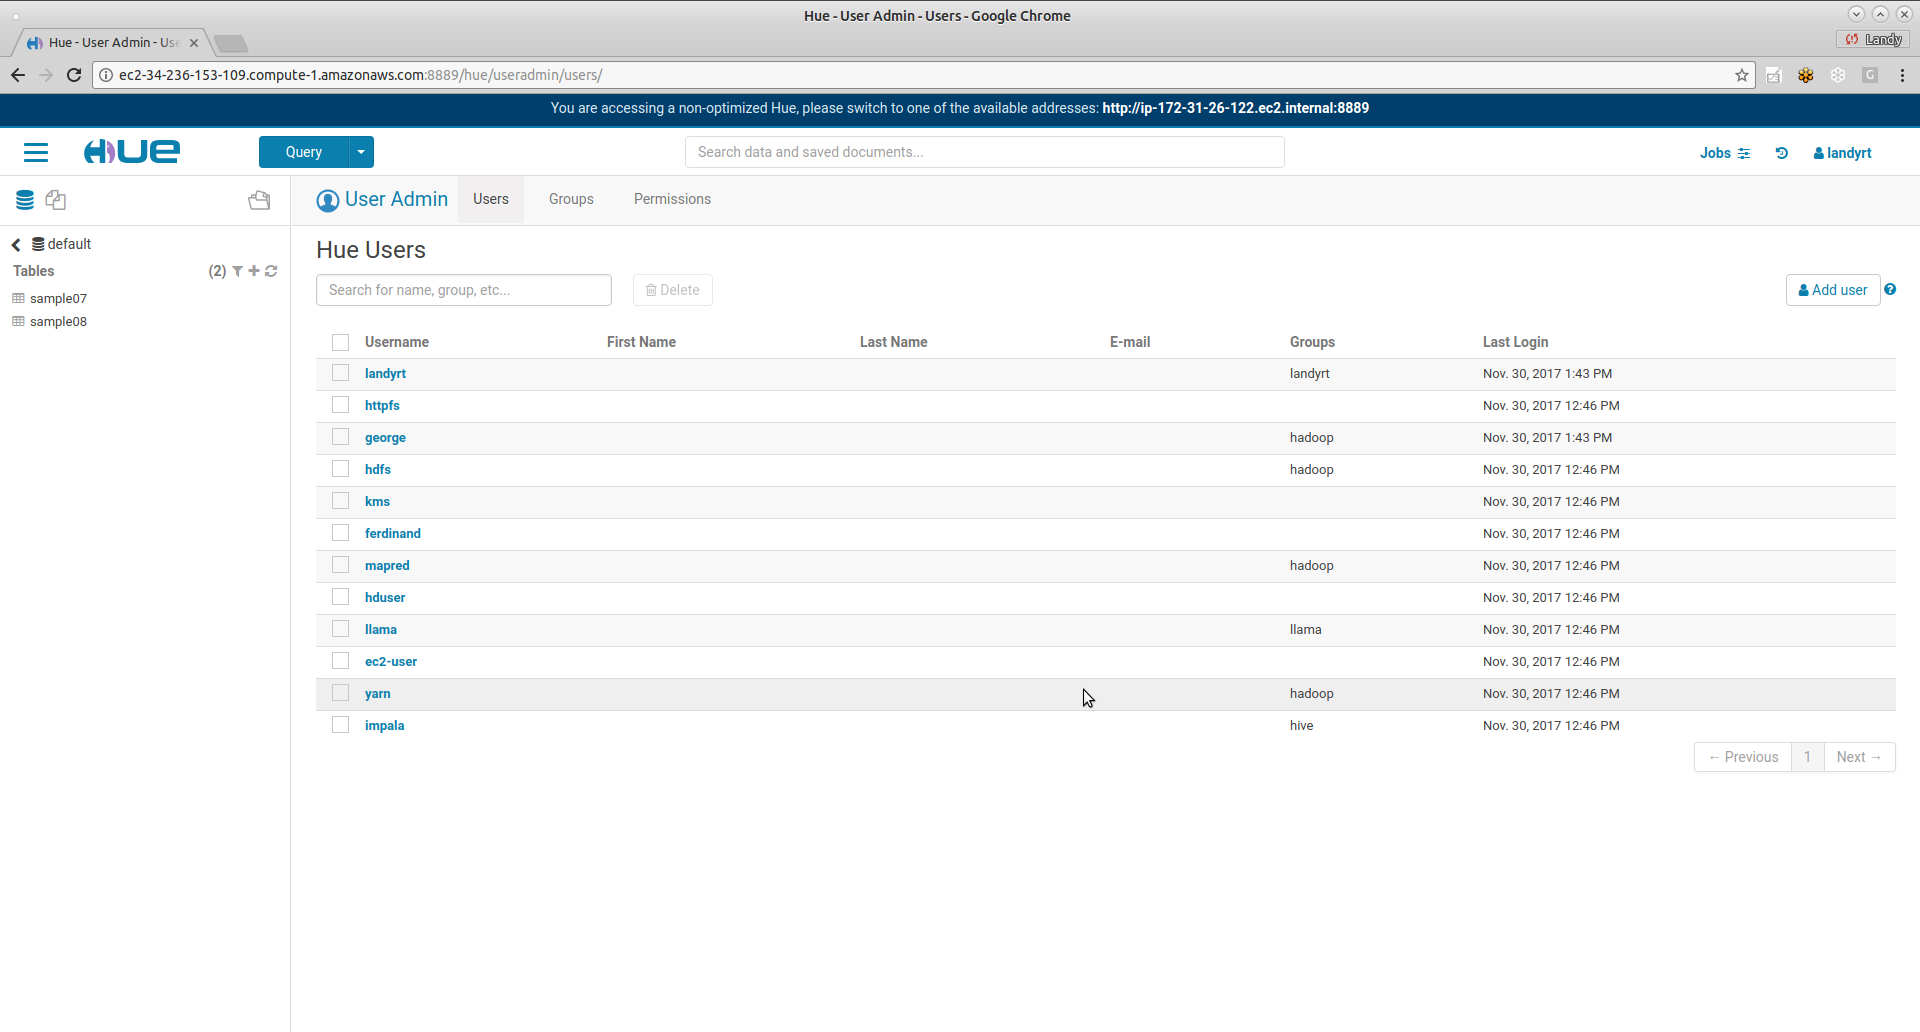 Hue - User Admin - Users - Google Chrome
Hue - User Admin - Use
Landy
ec2-34-236-153-109.compute-1.amazonaws.com:8889/hue/useradmin/users/
G
You are accessing a non-optimized Hue, please switch to one of the available addresses: http://ip-172-31-26-122.ec2.internal:8889
HUE
Query
Search data and saved documents...
Jobs
landyrt
User Admin
Users
Groups
Permissions
default
Tables (2)
sample07
sample08
Hue Users
Search for name, group, etc...
Delete
Add user
?
Username First Name Last Name E-mail Groups Last Login
landyrt landyrt Nov. 30, 2017 1:43 PM
httpfs Nov. 30, 2017 12:46 PM
george hadoop Nov. 30, 2017 1:43 PM
hdfs hadoop Nov. 30, 2017 12:46 PM
kms Nov. 30, 2017 12:46 PM
ferdinand Nov. 30, 2017 12:46 PM
mapred hadoop Nov. 30, 2017 12:46 PM
hduser Nov. 30, 2017 12:46 PM
llama llama Nov. 30, 2017 12:46 PM
ec2-user Nov. 30, 2017 12:46 PM
yarn hadoop Nov. 30, 2017 12:46 PM
impala hive Nov. 30, 2017 12:46 PM
← Previous 1 Next →